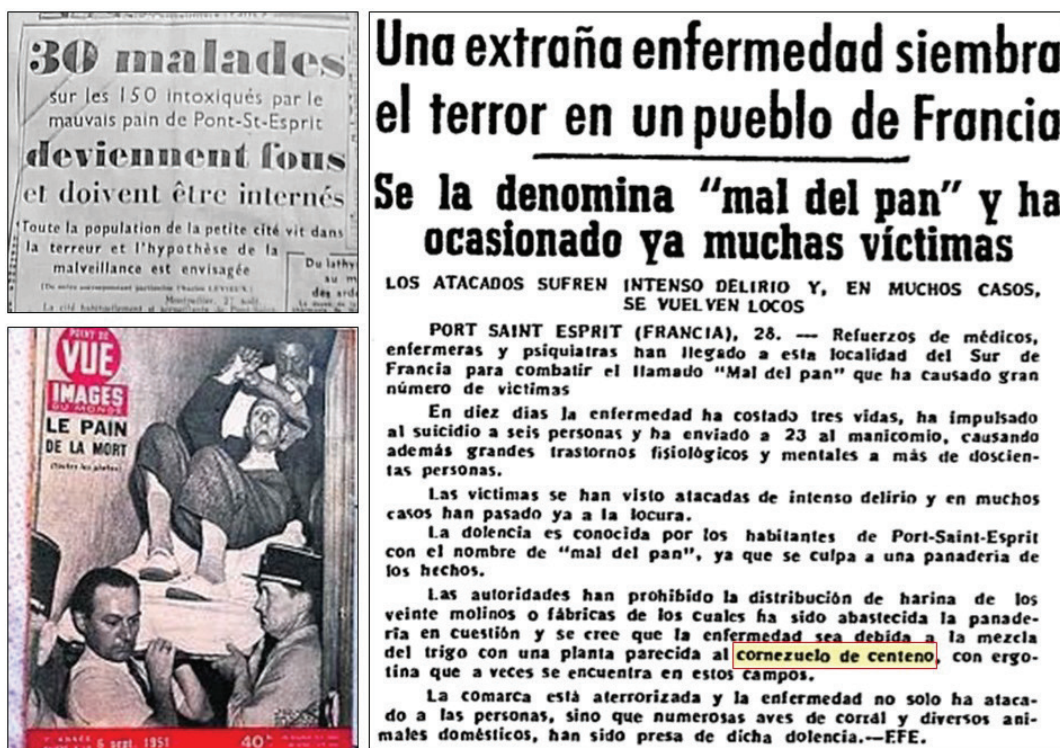 30 malades
sur les 150 intoxiqués par le
mauvais pain de Pont-St-Esprit
deviennent fous
et doivent être internés
Toute la population de la petite cité vit dans
la terreur et l'hypothèse de la
malveillance est envisagée
Du lathy
au m
des
POINT DE
VUE
IMAGES
DU MONDE
LE PAIN
DE LA MORT
6 sept. 1951
40
Una extraña enfermedad siembra
el terror en un pueblo de Francia
Se la denomina "mal del pan" y ha
ocasionado ya muchas víctimas
LOS ATACADOS SUFREN INTENSO DELIRIO Y, EN MUCHOS CASOS,
SE VUELVEN LOCOS
PORT SAINT ESPRIT (FRANCIA), 28. — Refuerzos de médicos,
enfermeras y psiquiatras han llegado a esta localidad del Sur de
Francia para combatir el llamado "Mal del pan" que ha causado gran
número de victimas
En diez dias la enfermedad ha costado tres vidas, ha impulsado
al suicidio a seis personas y ha enviado a 23 al manicomio, causando
además grandes trastornos fisiológicos y mentales a más de doscien-
tas personas.
Las victimas se han visto atacadas de intenso delirio y en muchos
casos han pasado ya a la locura.
La dolencia es conocida por los habitantes de Port-Saint-Esprit
con el nombre de "mal del pan", ya que se culpa a una panaderia de
los hechos.
Las autoridades han prohibido la distribución de harina de los
veinte molinos o fábricas de los cuales ha sido abastecida la panade-
ría en cuestión y se cree que la enfermedad sea debida a la mezcla
del trigo con una planta parecida al cornezuelo de centeno, con ergo-
tina que a veces se encuentra en estos campos.
La comarca está aterrorizada y la enfermedad no solo ha ataca-
do a las personas, sino que numerosas aves de corral y diversos ani-
males domésticos, han sido presa de dicha dolencia.—EFE.